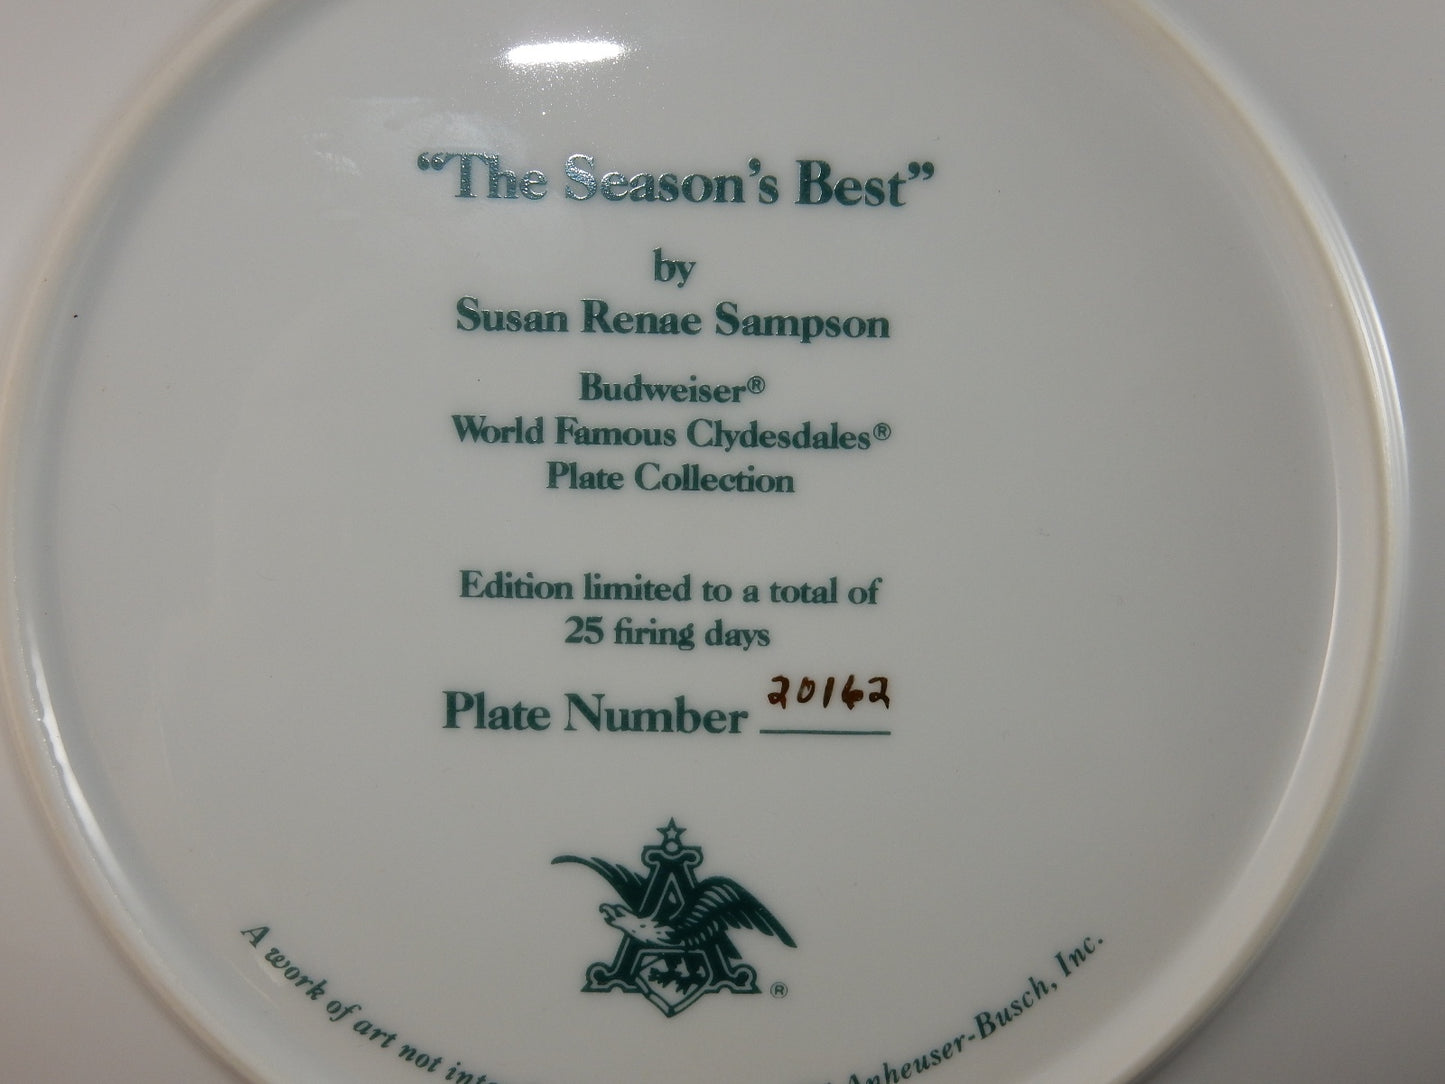 “The Season’s Best”
by
Susan Renae Sampson
Budweiser®
World Famous Clydesdales®
Plate Collection
Edition limited to a total of
25 firing days
Plate Number 20162
A
®
A work of art not
Anheuser-Busch, Inc.